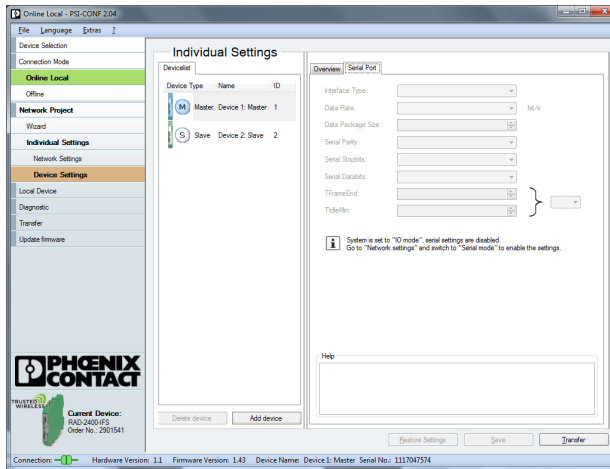 Online Local - PSI-CONF 2.04
File Language Extras ?
Device Selection
Connection Mode
Online Local
Offline
Network Project
Wizard
Individual Settings
Network Settings
Device Settings
Local Device
Diagnostic
Transfer
Update firmware
PHŒNIX
CONTACT
TRUSTED
WIRELESS
Current Device:
RAD-2400-IFS
Order No.: 2901541
Individual Settings
Devicelist
Device Type Name ID
M Master Device 1: Master 1
S Slave Device 2: Slave 2
Delete device Add device
Overview Serial Port
Interface Type:
Data Rate: bit/s
Data Package Size:
Serial Parity:
Serial Stopbits:
Serial Databits:
TFrameEnd:
TIdleMin:
System is set to "IO mode", serial settings are disabled.
Go to "Network settings" and switch to "Serial mode" to enable the settings.
Help
Restore Settings Save Transfer
Connection: Hardware Version: 1.1 Firmware Version: 1.43 Device Name: Device 1: Master Serial No.: 1117047574